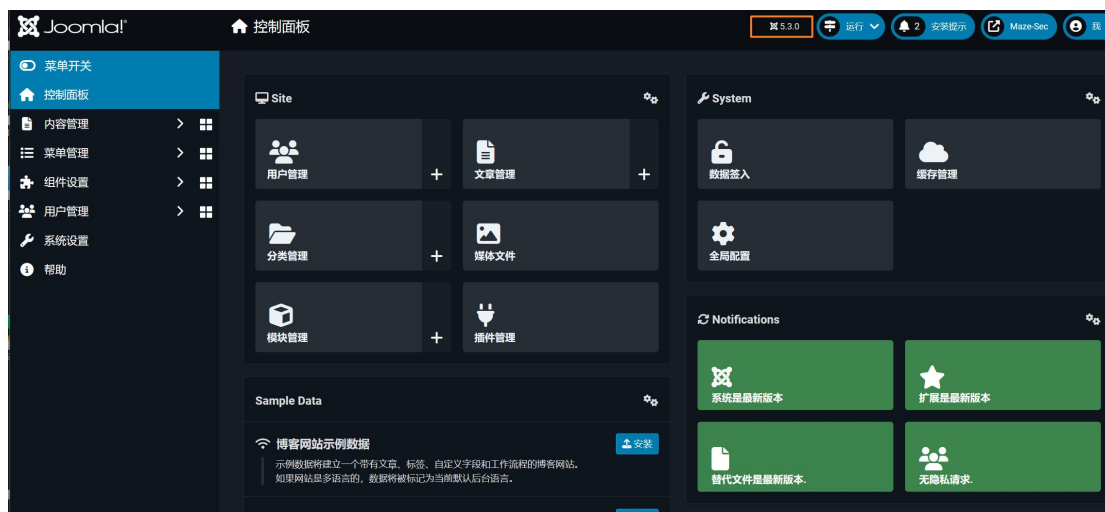 Joomla!
控制面板
5.3.0
运行
2
安装提示
Maze-Sec
我
菜单开关
控制面板
内容管理
菜单管理
组件设置
用户管理
系统设置
帮助
Site
用户管理
文章管理
分类管理
媒体文件
模块管理
插件管理
Sample Data
博客网站示例数据
安装
示例数据将建立一个带有文章、标签、自定义字段和工作流程的博客网站。
如果网站是多语言的，数据将被标记为当前默认后台语言。
System
数据签入
缓存管理
全局配置
Notifications
系统是最新版本
扩展是最新版本
替代文件是最新版本.
无隐私请求.